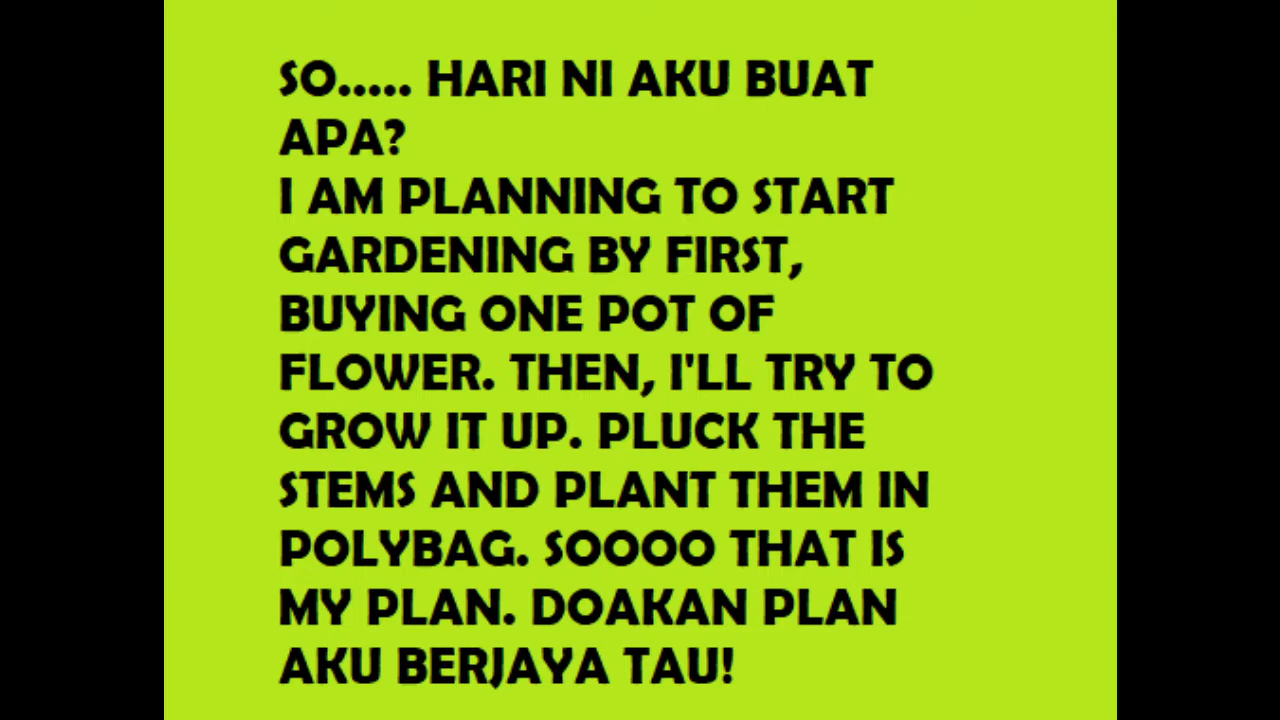 SO..... HARI NI AKU BUAT
APA?
I AM PLANNING TO START
GARDENING BY FIRST,
BUYING ONE POT OF
FLOWER. THEN, I'LL TRY TO
GROW IT UP. PLUCK THE
STEMS AND PLANT THEM IN
POLYBAG. SOOOO THAT IS
MY PLAN. DOAKAN PLAN
AKU BERJAYA TAU!